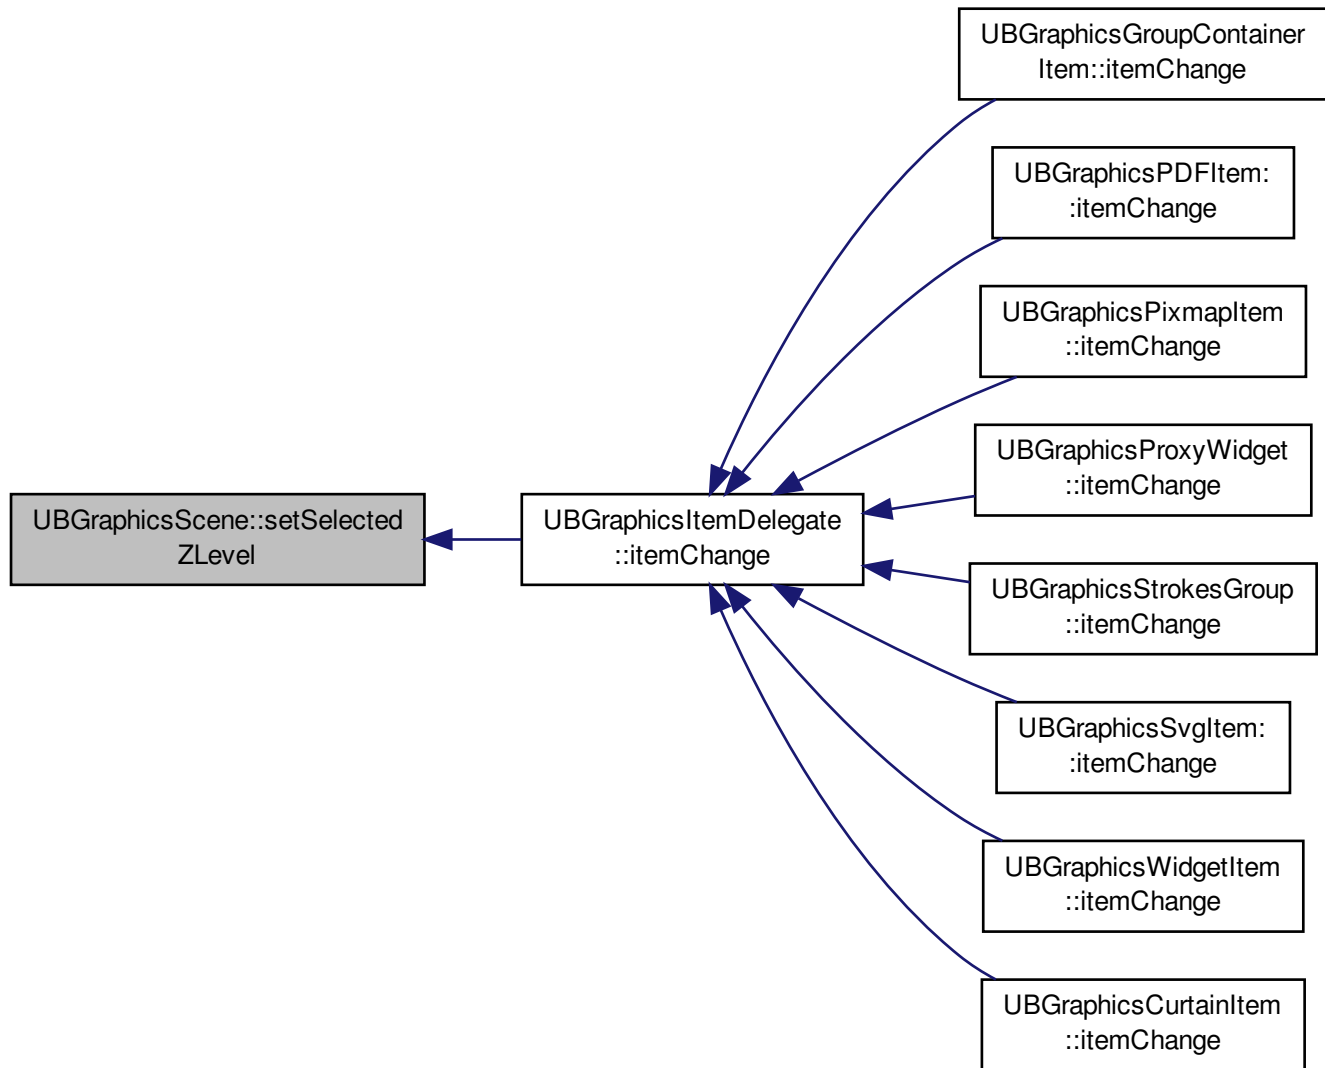 UBGraphicsGroupContainer
Item::itemChange
UBGraphicsPDFItem:
:itemChange
UBGraphicsPixmapItem
::itemChange
UBGraphicsProxyWidget
::itemChange
UBGraphicsScene::setSelected
ZLevel
UBGraphicsItemDelegate
::itemChange
UBGraphicsStrokesGroup
::itemChange
UBGraphicsSvgItem:
:itemChange
UBGraphicsWidgetItem
::itemChange
UBGraphicsCurtainItem
::itemChange